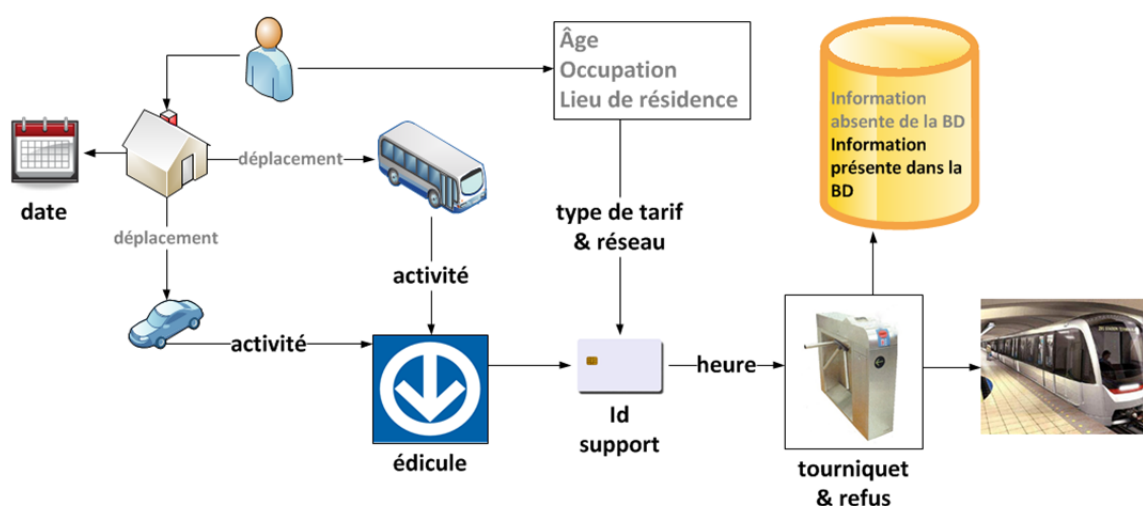 Âge
Occupation
Lieu de résidence
Information
absente de la BD
Information
présente dans la
BD
déplacement
date
type de tarif
& réseau
déplacement
activité
activité
heure
Id
support
édicule
tourniquet
& refus